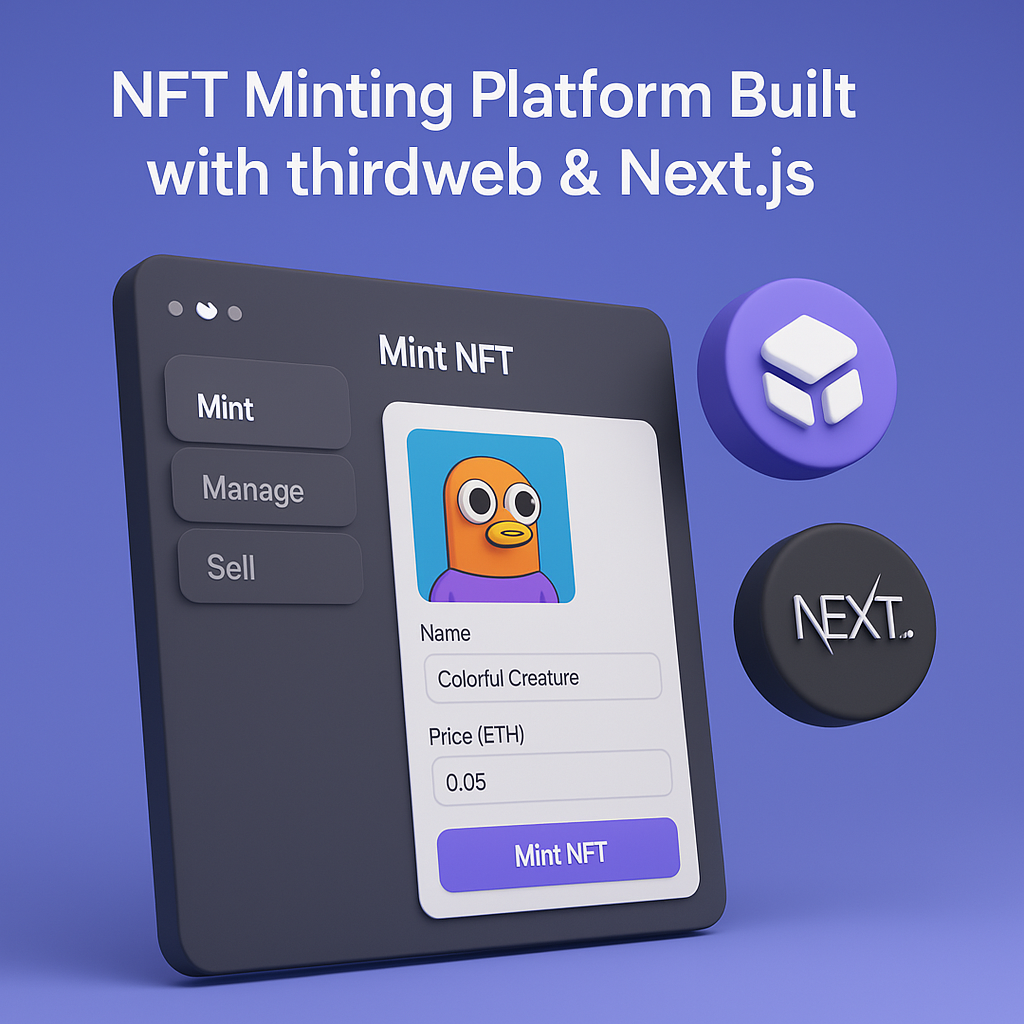 NFT Minting Platform Built
with thirdweb & Next.js
Mint NFT
Mint
Manage
Sell
Name
Colorful Creature
Price (ETH)
0.05
Mint NFT
NEXT..